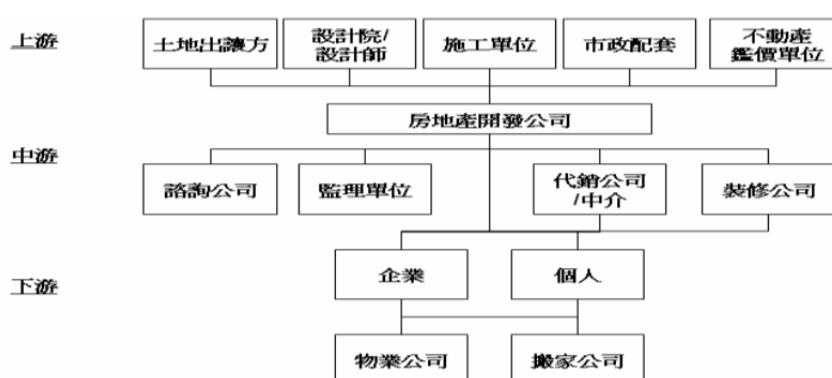 上游
土地出讓方
設計院/
設計師
施工單位
市政配套
不動產
鑑價單位
房地產開發公司
中游
諮詢公司
監理單位
代銷公司
/中介
裝修公司
企業
個人
下游
物業公司
搬家公司